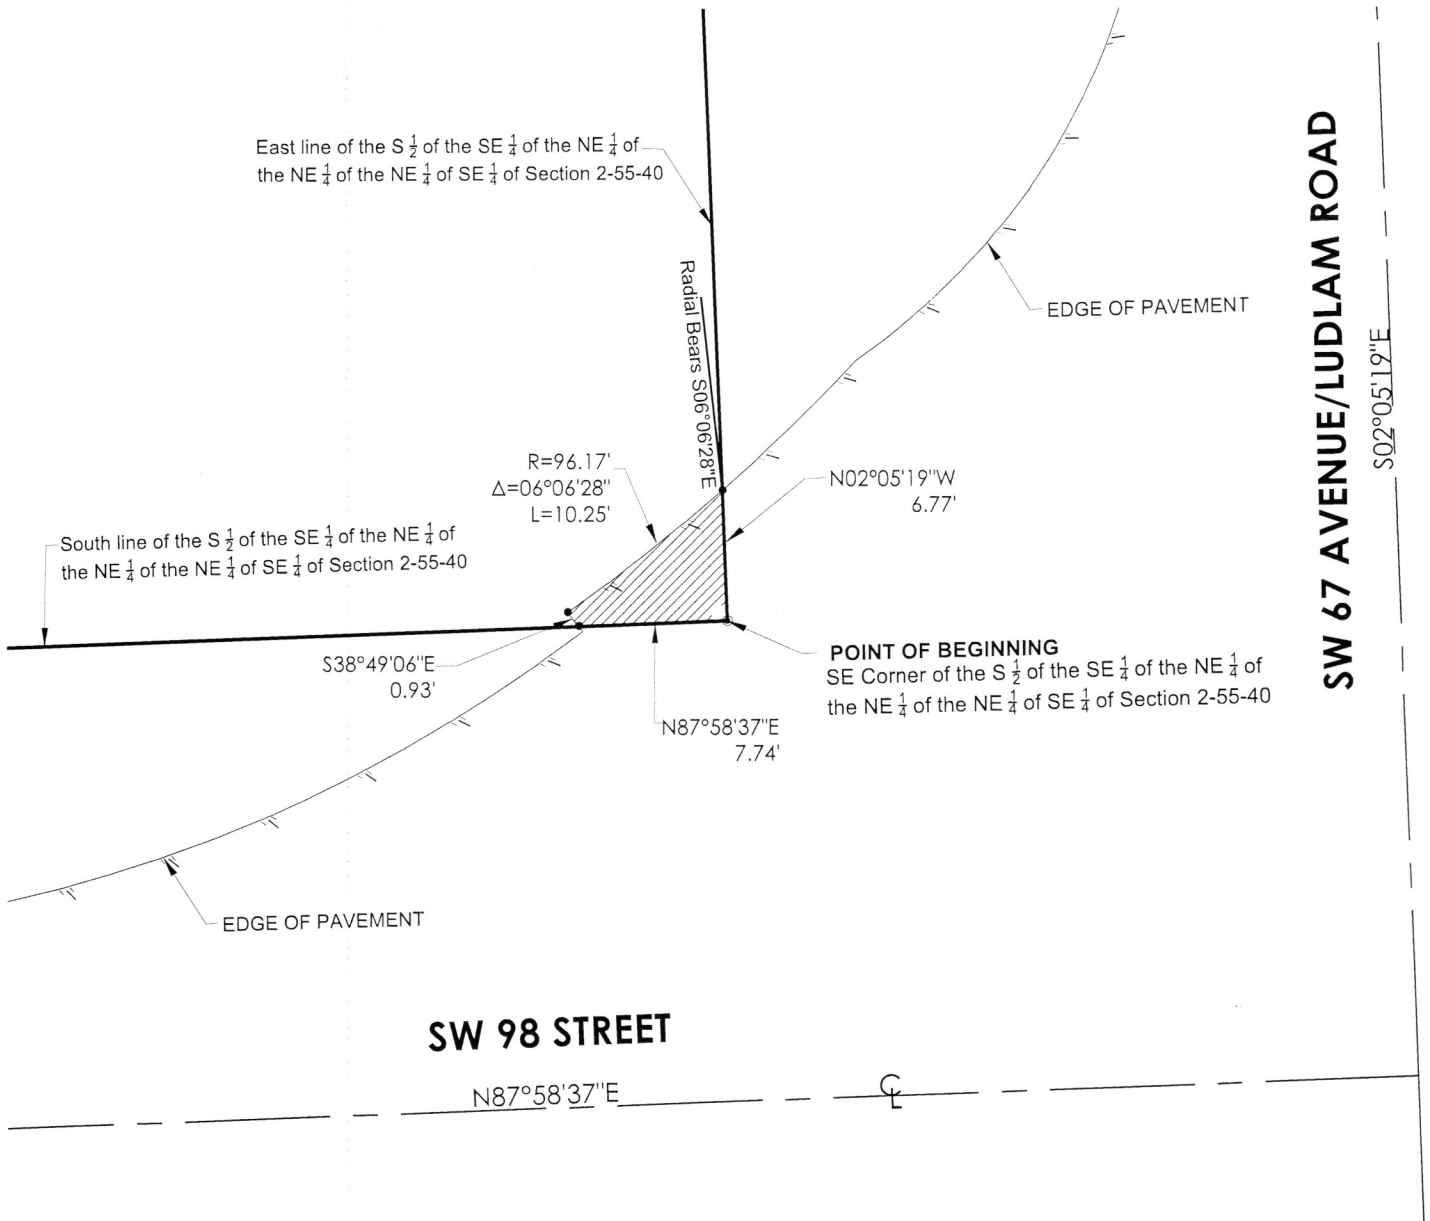 East line of the S 1/2 of the SE 1/4 of the NE 1/4 of
the NE 1/4 of the NE 1/4 of SE 1/4 of Section 2-55-40
Radial Bears S06°06'28"E
EDGE OF PAVEMENT
SW 67 AVENUE/LUDLAM ROAD
S02°05'19"E
R=96.17'
Δ=06°06'28"
L=10.25'
N02°05'19"W
6.77'
South line of the S 1/2 of the SE 1/4 of the NE 1/4 of
the NE 1/4 of the NE 1/4 of SE 1/4 of Section 2-55-40
S38°49'06"E
0.93'
POINT OF BEGINNING
SE Corner of the S 1/2 of the SE 1/4 of the NE 1/4 of
the NE 1/4 of the NE 1/4 of SE 1/4 of Section 2-55-40
N87°58'37"E
7.74'
EDGE OF PAVEMENT
SW 98 STREET
N87°58'37"E
CL